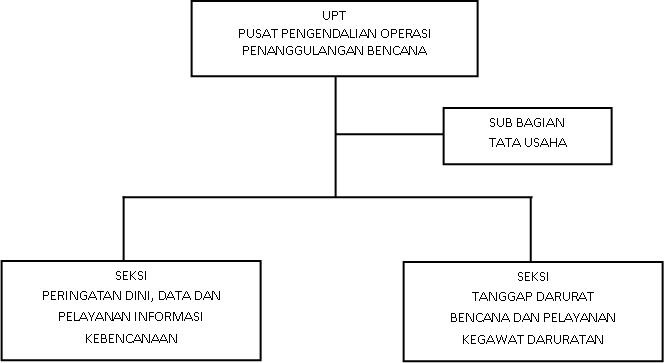 UPT
PUSAT PENGENDALIAN OPERASI
PENANGGULANGAN BENCANA
SUB BAGIAN
TATA USAHA
SEKSI
PERINGATAN DINI, DATA DAN
PELAYANAN INFORMASI
KEBENCANAAN
SEKSI
TANGGAP DARURAT
BENCANA DAN PELAYANAN
KEGAWAT DARURATAN